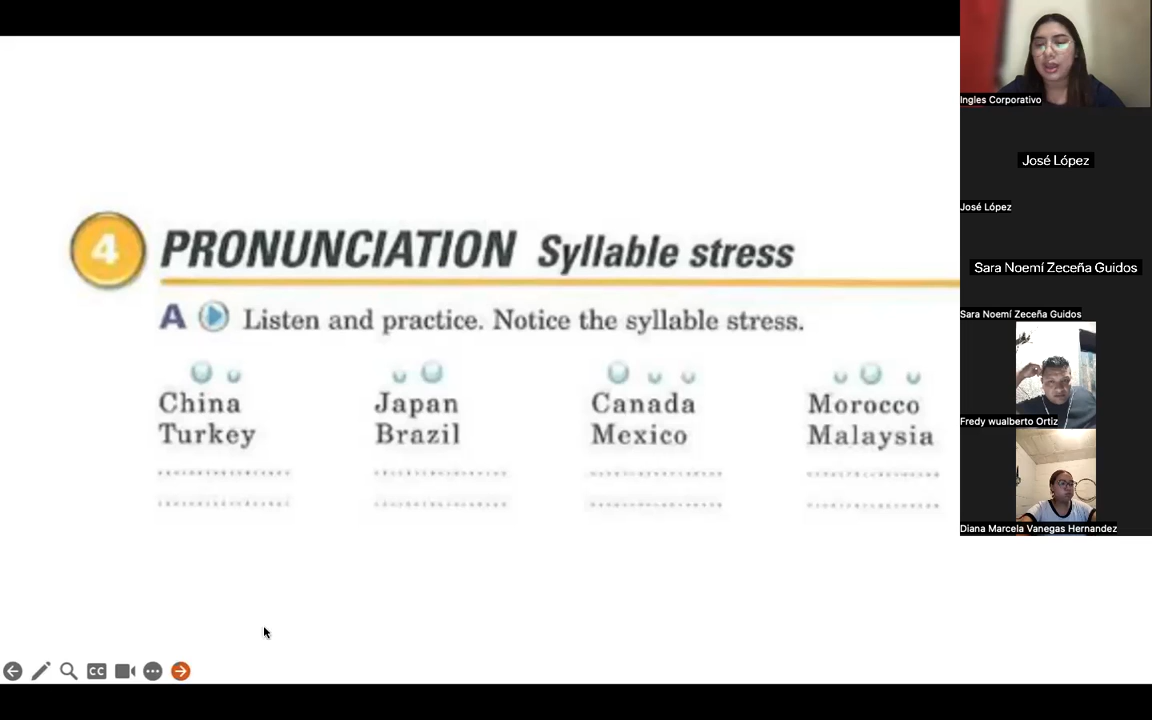 4 PRONUNCIATION Syllable stress
A Listen and practice. Notice the syllable stress.
China Japan Canada Morocco
Turkey Brazil Mexico Malaysia
CC
Ingles Corporativo
José López
José López
Sara Noemí Zeceña Guidos
Sara Noemí Zeceña Guidos
Fredy wualberto Ortiz
Diana Marcela Vanegas Hernandez